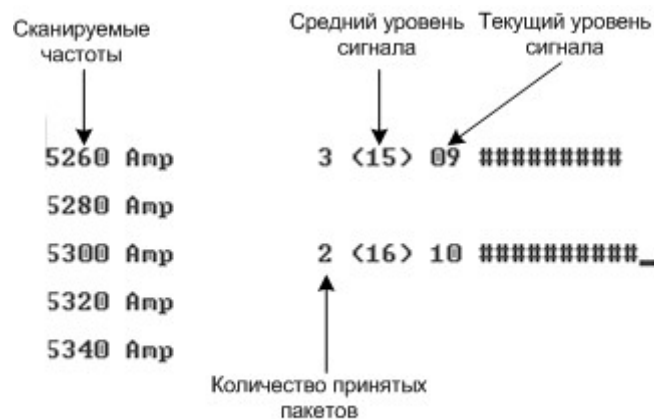 Сканируемые
частоты
Средний уровень
сигнала
Текущий уровень
сигнала
5260 Amp 3 <15> 09 #########
5280 Amp
5300 Amp 2 <16> 10 ##########_
5320 Amp
5340 Amp
Количество принятых
пакетов